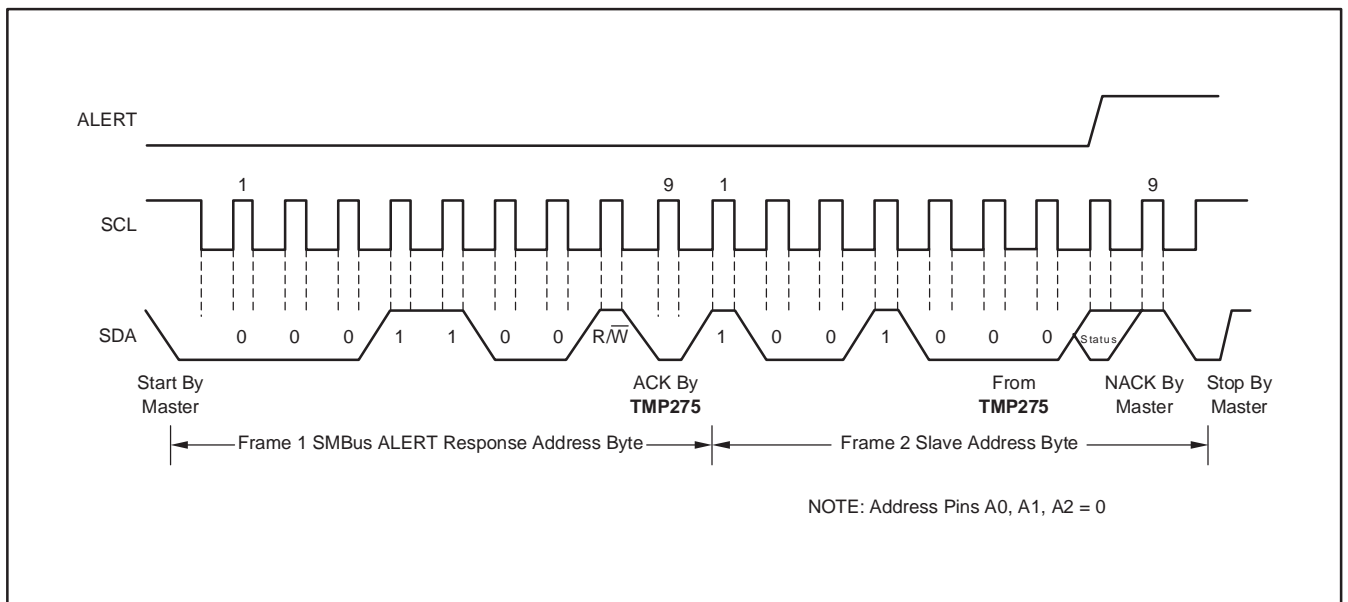 ALERT
1 9 1 9
SCL
SDA 0 0 0 1 1 0 0 R/W̅ 1 0 0 1 0 0 0 Status
Start By Master
ACK By TMP275
From TMP275
NACK By Master
Stop By Master
Frame 1 SMBus ALERT Response Address Byte
Frame 2 Slave Address Byte
NOTE: Address Pins A0, A1, A2 = 0